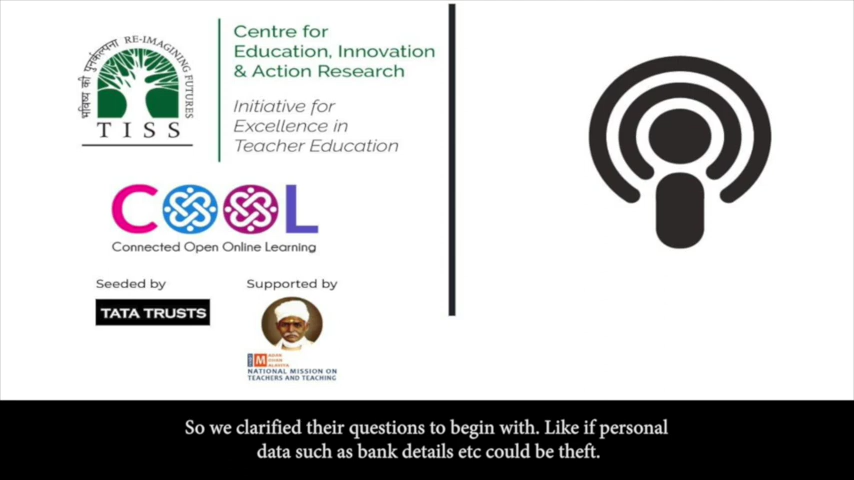 भविष्य की पुनर्कल्पना RE-IMAGINING FUTURES
TISS
Centre for
Education, Innovation
& Action Research
Initiative for
Excellence in
Teacher Education
COOL
Connected Open Online Learning
Seeded by
TATA TRUSTS
Supported by
NATIONAL MISSION ON
TEACHERS AND TEACHING
So we clarified their questions to begin with. Like if personal
data such as bank details etc could be theft.